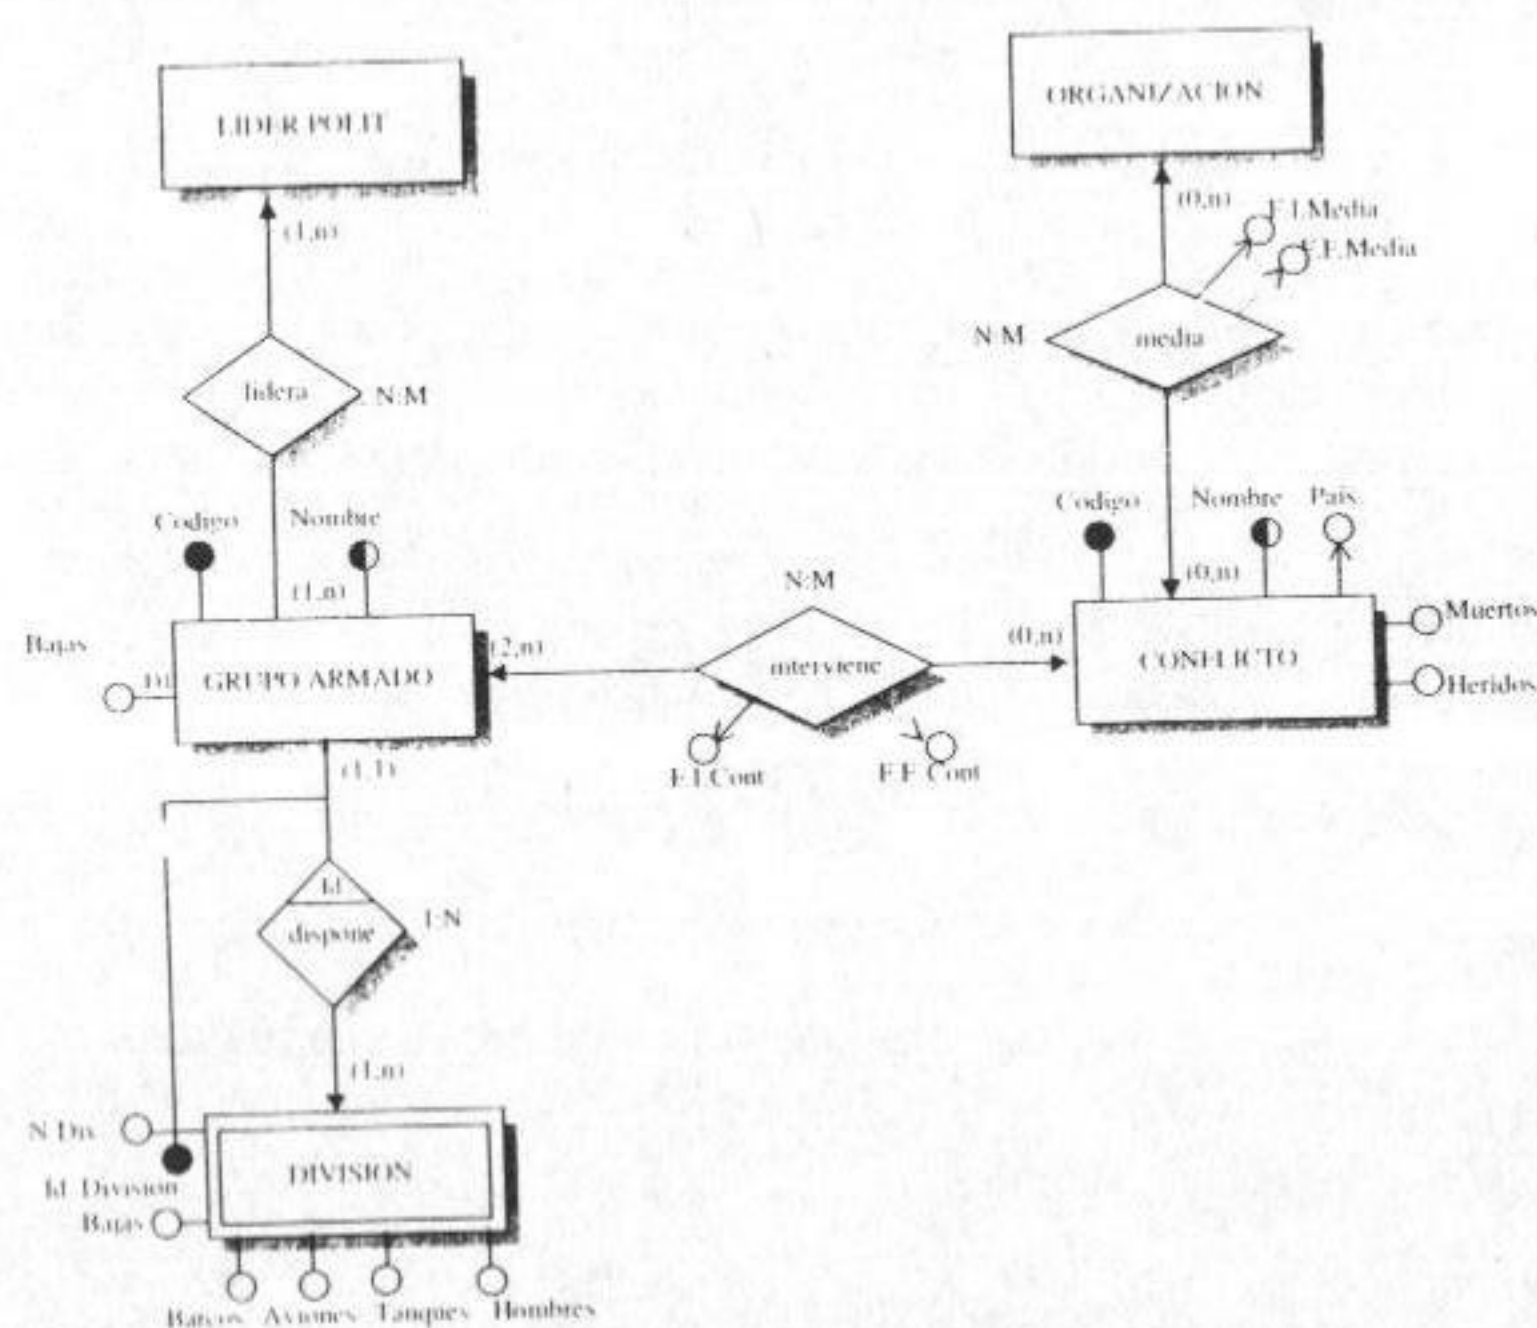 LIDER POLIT
ORGANIZACION
(1,n)
(0,n)
F.I.Media
F.F.Media
lidera
N:M
N:M
media
Codigo
Nombre
(1,n)
Codigo
Nombre
Pais
(0,n)
N:M
Bajas
GRUPO ARMADO
(2,n)
interviene
(0,n)
CONFLICTO
Muertos
Heridos
F.I.Cont
F.F.Cont
(1,1)
Id
dispone
1:N
(1,n)
N Div
Id Division
Bajas
DIVISION
Barcos Aviones Tanques Hombres